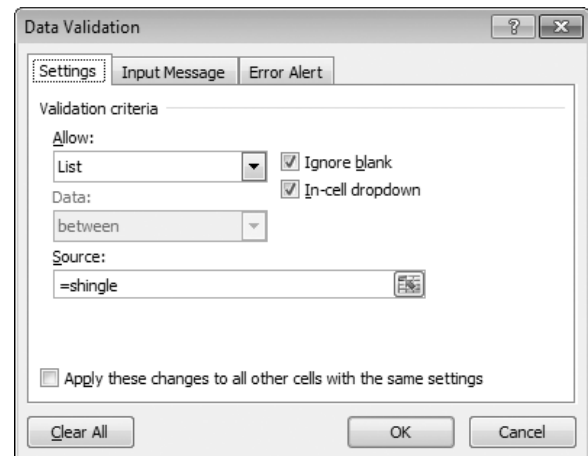 Data Validation
Settings Input Message Error Alert
Validation criteria
Allow:
List
Ignore blank
In-cell dropdown
Data:
between
Source:
=shingle
Apply these changes to all other cells with the same settings
Clear All OK Cancel